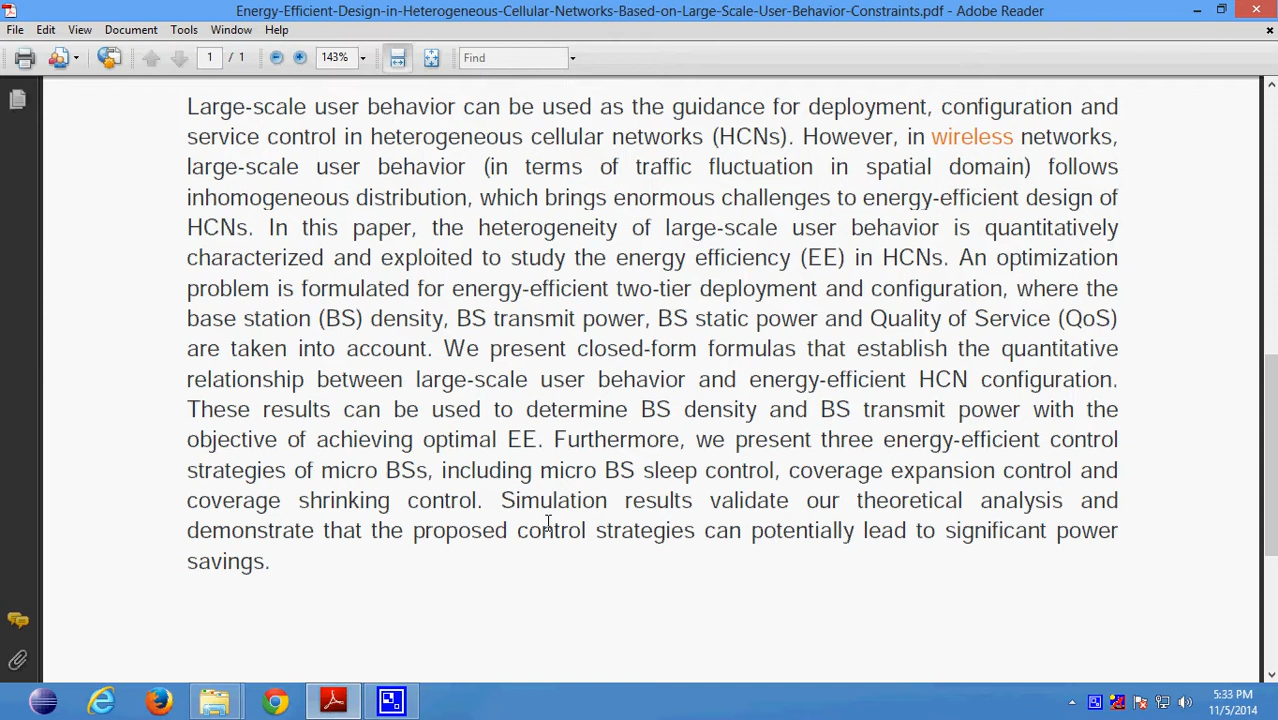 Energy-Efficient-Design-in-Heterogeneous-Cellular-Networks-Based-on-Large-Scale-User-Behavior-Constraints.pdf - Adobe Reader
File Edit View Document Tools Window Help
1 / 1 143% Find
Large-scale user behavior can be used as the guidance for deployment, configuration and
service control in heterogeneous cellular networks (HCNs). However, in wireless networks,
large-scale user behavior (in terms of traffic fluctuation in spatial domain) follows
inhomogeneous distribution, which brings enormous challenges to energy-efficient design of
HCNs. In this paper, the heterogeneity of large-scale user behavior is quantitatively
characterized and exploited to study the energy efficiency (EE) in HCNs. An optimization
problem is formulated for energy-efficient two-tier deployment and configuration, where the
base station (BS) density, BS transmit power, BS static power and Quality of Service (QoS)
are taken into account. We present closed-form formulas that establish the quantitative
relationship between large-scale user behavior and energy-efficient HCN configuration.
These results can be used to determine BS density and BS transmit power with the
objective of achieving optimal EE. Furthermore, we present three energy-efficient control
strategies of micro BSs, including micro BS sleep control, coverage expansion control and
coverage shrinking control. Simulation results validate our theoretical analysis and
demonstrate that the proposed control strategies can potentially lead to significant power
savings.
5:33 PM
11/5/2014